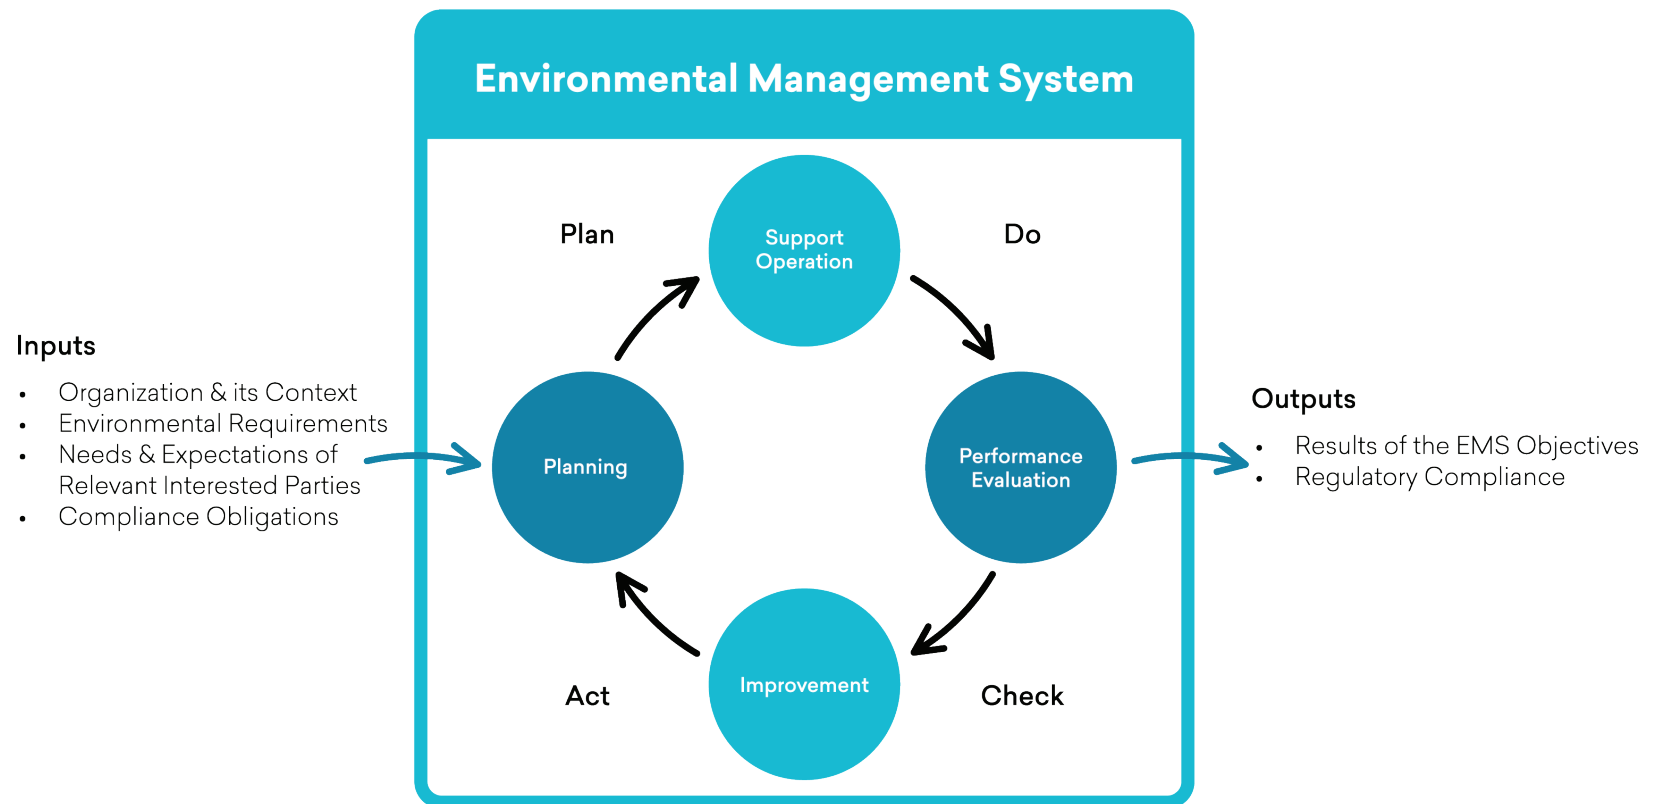 Environmental Management System
Plan
Support
Operation
Do
Inputs
• Organization & its Context
• Environmental Requirements
• Needs & Expectations of
Relevant Interested Parties
• Compliance Obligations
Planning
Performance
Evaluation
Outputs
• Results of the EMS Objectives
• Regulatory Compliance
Act
Improvement
Check